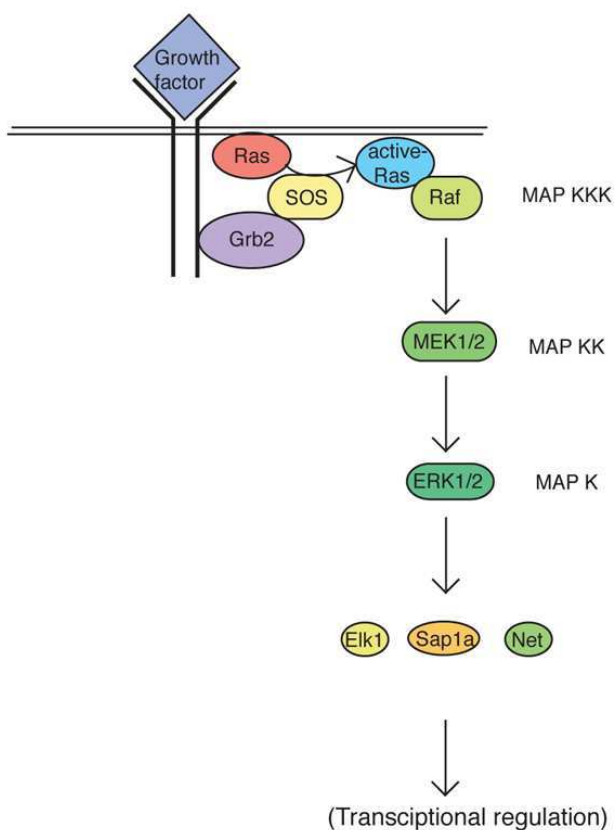 Growth
factor
Ras
active-
Ras
SOS
Raf
MAP KKK
Grb2
MEK1/2
MAP KK
ERK1/2
MAP K
Elk1
Sap1a
Net
(Transciptional regulation)